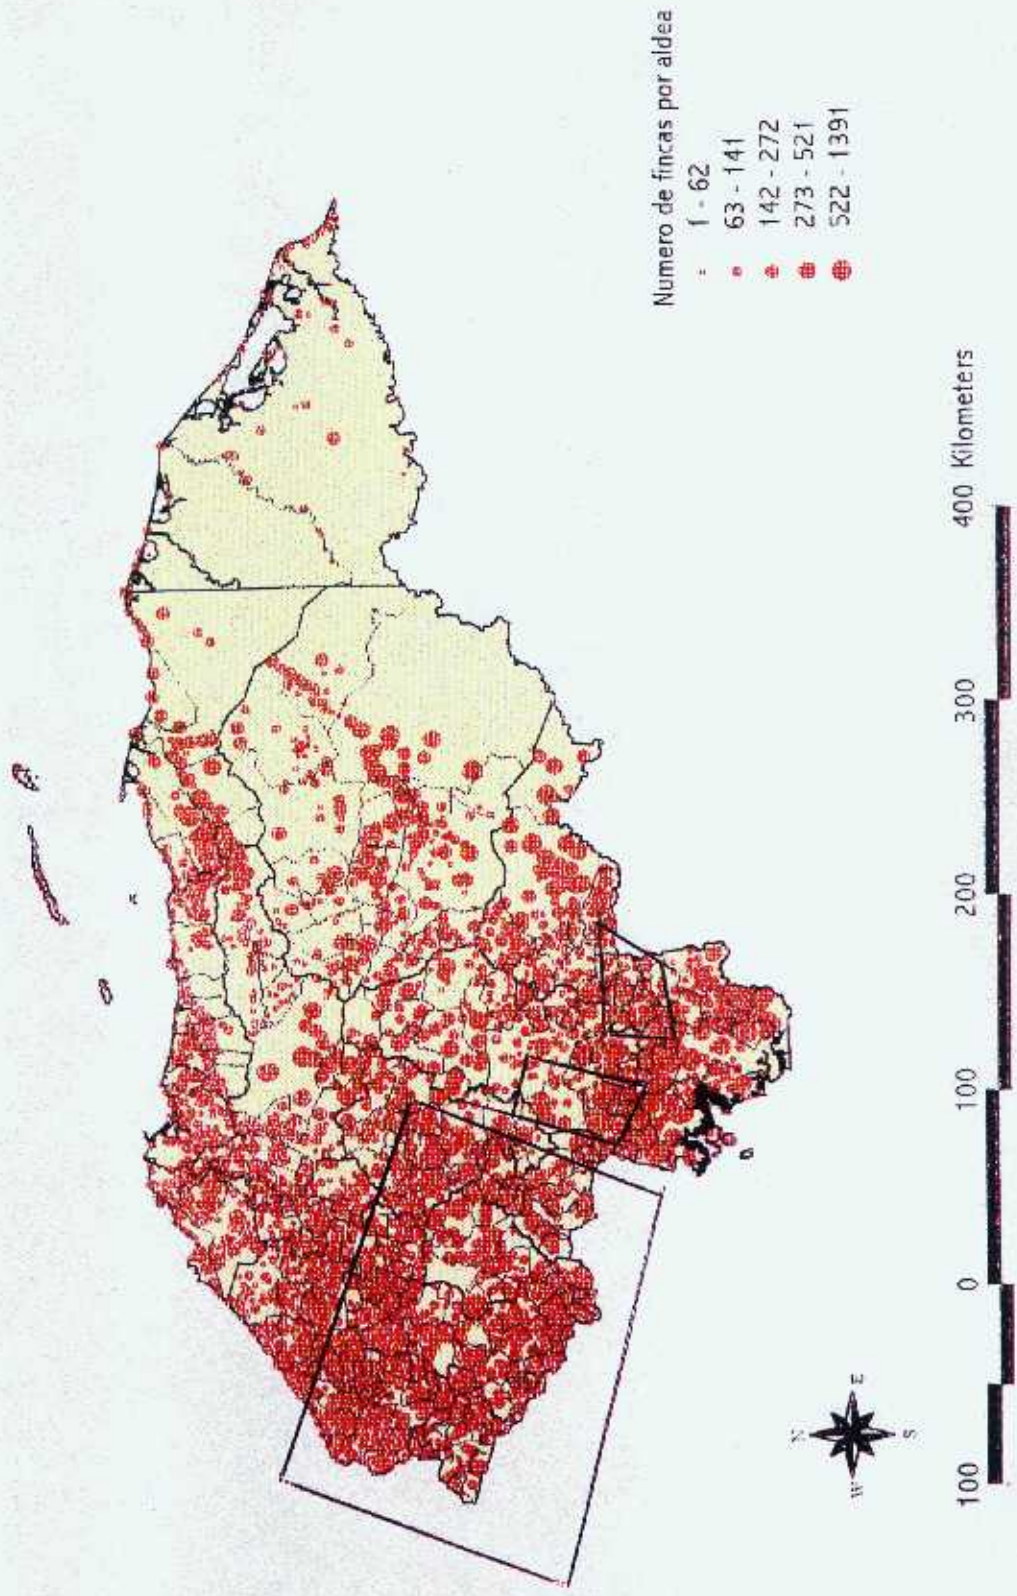 Numero de fincas por aldea
1 - 62
63 - 141
142 - 272
273 - 521
522 - 1391
N
W
E
S
100
0
100
200
300
400 Kilometers